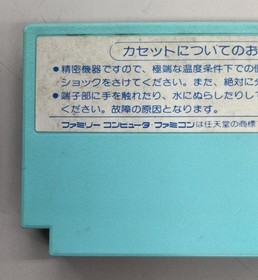 カセットについてのお
●精密機器ですので、極端な温度条件下での使
ショックをさけてください。また、絶対に分
●端子部に手を触れたり、水にぬらしたりして
ください。故障の原因となります。
ファミリー コンピュータ・ファミコンは任天堂の商標